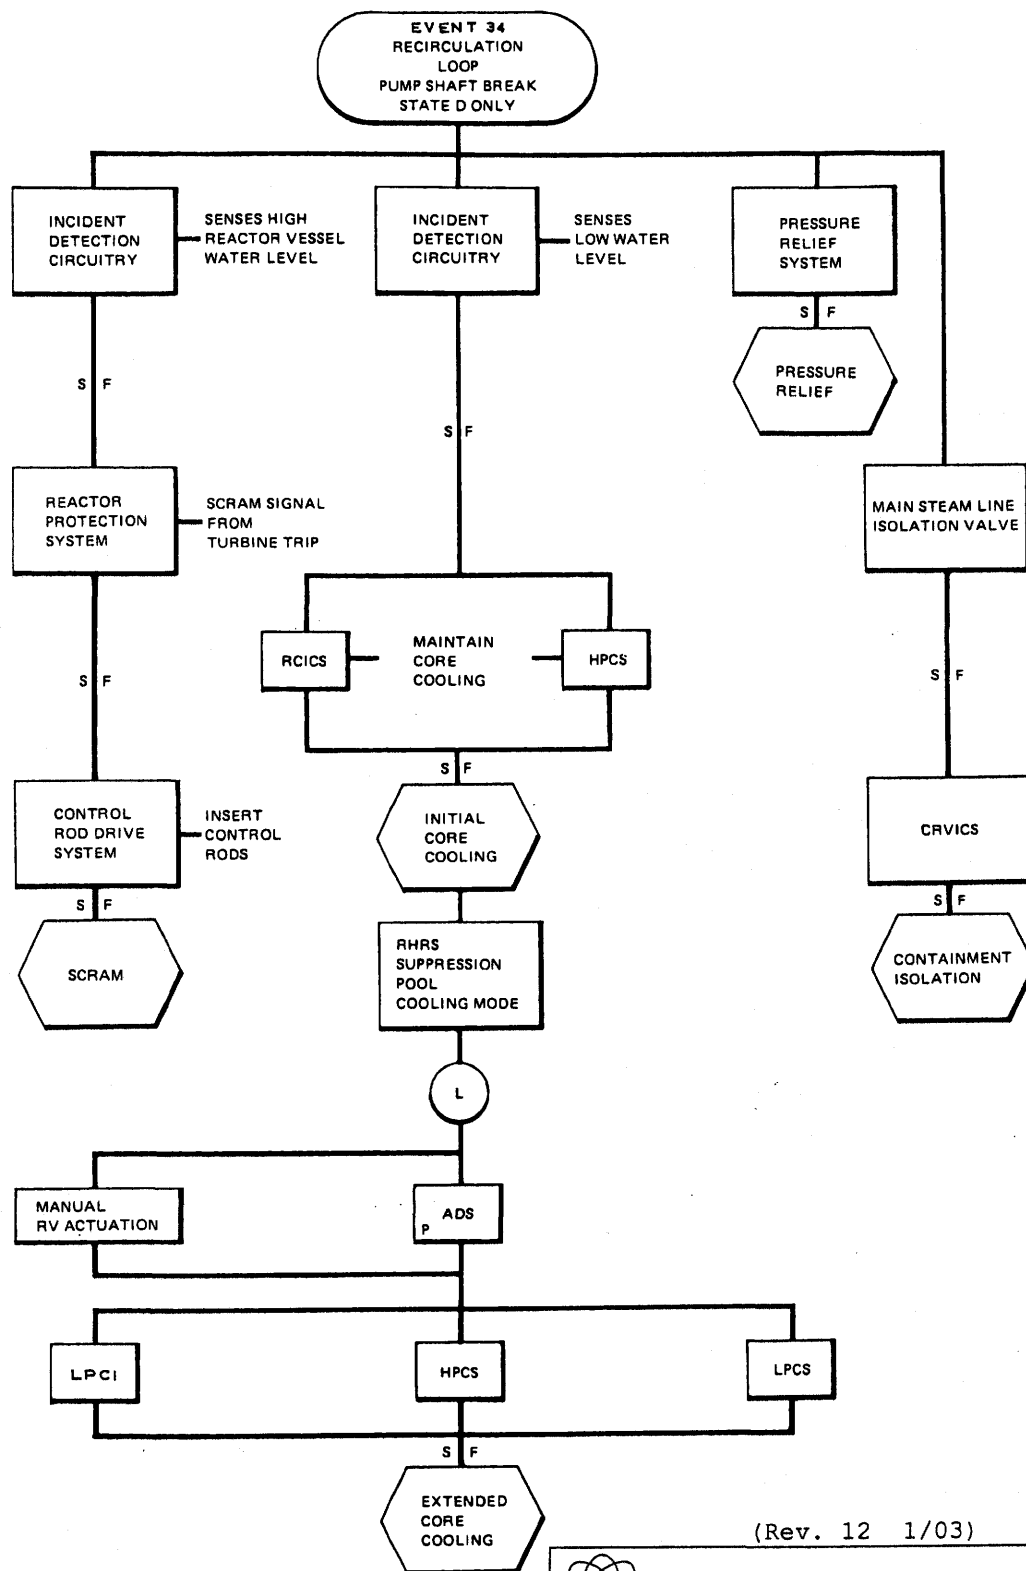 EVENT 34
RECIRCULATION
LOOP
PUMP SHAFT BREAK
STATE D ONLY
INCIDENT
DETECTION
CIRCUITRY
SENSES HIGH
REACTOR VESSEL
WATER LEVEL
INCIDENT
DETECTION
CIRCUITRY
SENSES
LOW WATER
LEVEL
PRESSURE
RELIEF
SYSTEM
S F
PRESSURE
RELIEF
S F
S F
REACTOR
PROTECTION
SYSTEM
SCRAM SIGNAL
FROM
TURBINE TRIP
MAIN STEAM LINE
ISOLATION VALVE
RCICS
MAINTAIN
CORE
COOLING
HPCS
S F
S F
S F
CONTROL
ROD DRIVE
SYSTEM
INSERT
CONTROL
RODS
INITIAL
CORE
COOLING
CRVICS
S F
S F
SCRAM
RHRS
SUPPRESSION
POOL
COOLING MODE
CONTAINMENT
ISOLATION
L
MANUAL
RV ACTUATION
ADS
P
LPCI
HPCS
LPCS
S F
EXTENDED
CORE
COOLING
(Rev. 12 1/03)